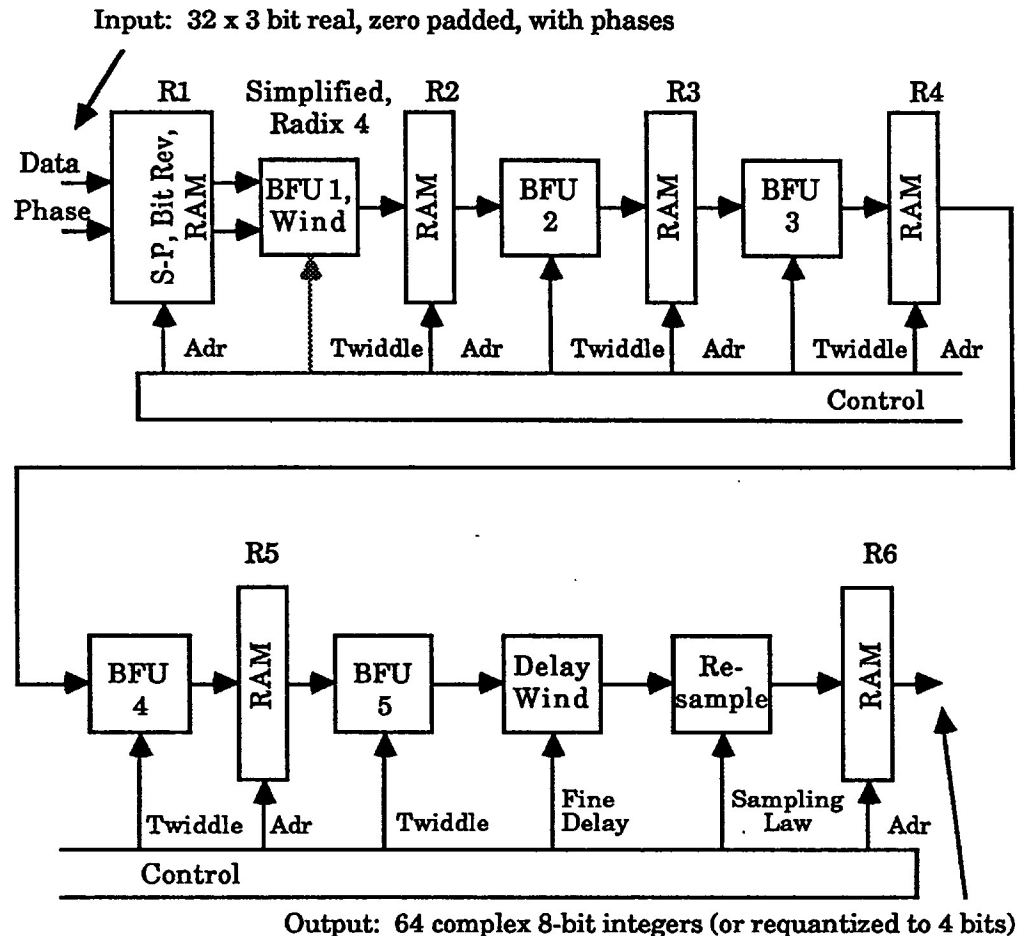 Input: 32 x 3 bit real, zero padded, with phases
R1
Simplified,
Radix 4
R2
R3
R4
Data
Phase
S-P, Bit Rev,
RAM
BFU 1,
Wind
RAM
BFU
2
RAM
BFU
3
RAM
Adr
Twiddle
Adr
Twiddle
Adr
Twiddle
Adr
Control
R5
R6
BFU
4
RAM
BFU
5
Delay
Wind
Re-
sample
RAM
Twiddle
Adr
Twiddle
Fine
Delay
Sampling
Law
Adr
Control
Output: 64 complex 8-bit integers (or requantized to 4 bits)